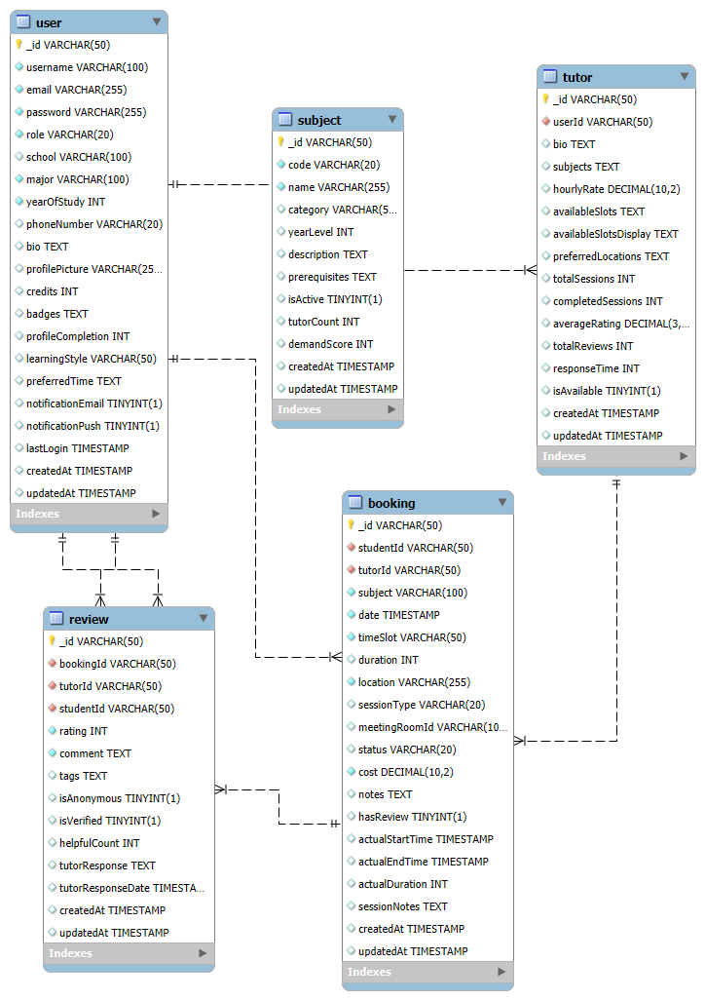 user
_id VARCHAR(50)
username VARCHAR(100)
email VARCHAR(255)
password VARCHAR(255)
role VARCHAR(20)
school VARCHAR(100)
major VARCHAR(100)
yearOfStudy INT
phoneNumber VARCHAR(20)
bio TEXT
profilePicture VARCHAR(25...
credits INT
badges TEXT
profileCompletion INT
learningStyle VARCHAR(50)
preferredTime TEXT
notificationEmail TINYINT(1)
notificationPush TINYINT(1)
lastLogin TIMESTAMP
createdAt TIMESTAMP
updatedAt TIMESTAMP
Indexes
subject
_id VARCHAR(50)
code VARCHAR(20)
name VARCHAR(255)
category VARCHAR(5...
yearLevel INT
description TEXT
prerequisites TEXT
isActive TINYINT(1)
tutorCount INT
demandScore INT
createdAt TIMESTAMP
updatedAt TIMESTAMP
Indexes
tutor
_id VARCHAR(50)
userId VARCHAR(50)
bio TEXT
subjects TEXT
hourlyRate DECIMAL(10,2)
availableSlots TEXT
availableSlotsDisplay TEXT
preferredLocations TEXT
totalSessions INT
completedSessions INT
averageRating DECIMAL(3,...
totalReviews INT
responseTime INT
isAvailable TINYINT(1)
createdAt TIMESTAMP
updatedAt TIMESTAMP
Indexes
booking
_id VARCHAR(50)
studentId VARCHAR(50)
tutorId VARCHAR(50)
subject VARCHAR(100)
date TIMESTAMP
timeSlot VARCHAR(50)
duration INT
location VARCHAR(255)
sessionType VARCHAR(20)
meetingRoomId VARCHAR(10...
status VARCHAR(20)
cost DECIMAL(10,2)
notes TEXT
hasReview TINYINT(1)
actualStartTime TIMESTAMP
actualEndTime TIMESTAMP
actualDuration INT
sessionNotes TEXT
createdAt TIMESTAMP
updatedAt TIMESTAMP
Indexes
review
_id VARCHAR(50)
bookingId VARCHAR(50)
tutorId VARCHAR(50)
studentId VARCHAR(50)
rating INT
comment TEXT
tags TEXT
isAnonymous TINYINT(1)
isVerified TINYINT(1)
helpfulCount INT
tutorResponse TEXT
tutorResponseDate TIMESTA...
createdAt TIMESTAMP
updatedAt TIMESTAMP
Indexes